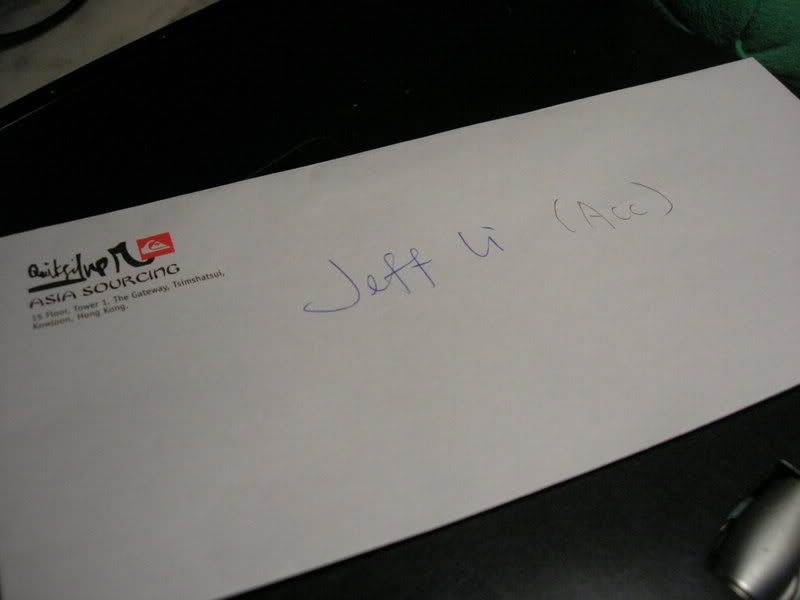 Quiksilver
ASIA SOURCING
15 Floor, Tower 1, The Gateway, Tsimshatsui,
Kowloon, Hong Kong.
Jeff Li (Acc)